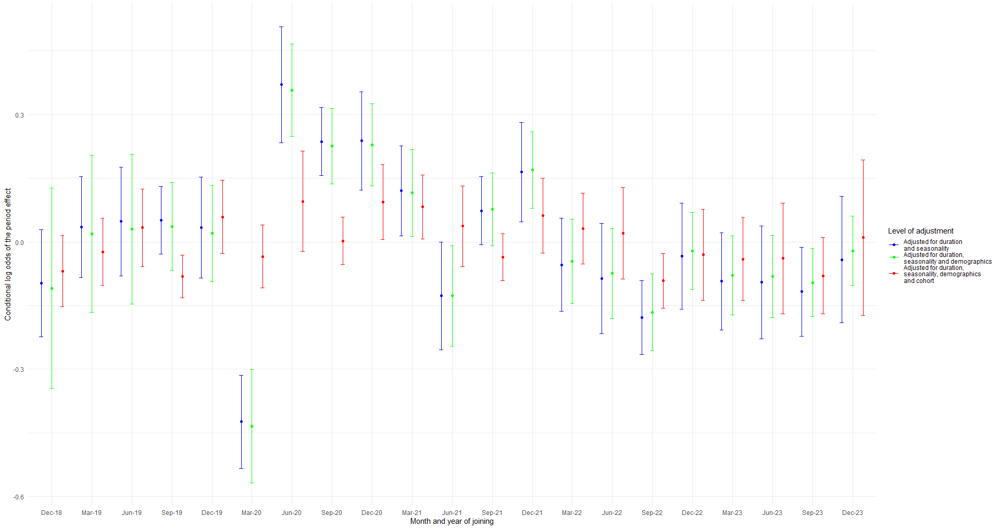 Conditional log odds of the period effect
0.3
0.0
-0.3
-0.6
Dec-18 Mar-19 Jun-19 Sep-19 Dec-19 Mar-20 Jun-20 Sep-20 Dec-20 Mar-21 Jun-21 Sep-21 Dec-21 Mar-22 Jun-22 Sep-22 Dec-22 Mar-23 Jun-23 Sep-23 Dec-23
Month and year of joining
Level of adjustment
Adjusted for duration
and seasonality
Adjusted for duration,
seasonality and demographics
Adjusted for duration,
seasonality, demographics
and cohort